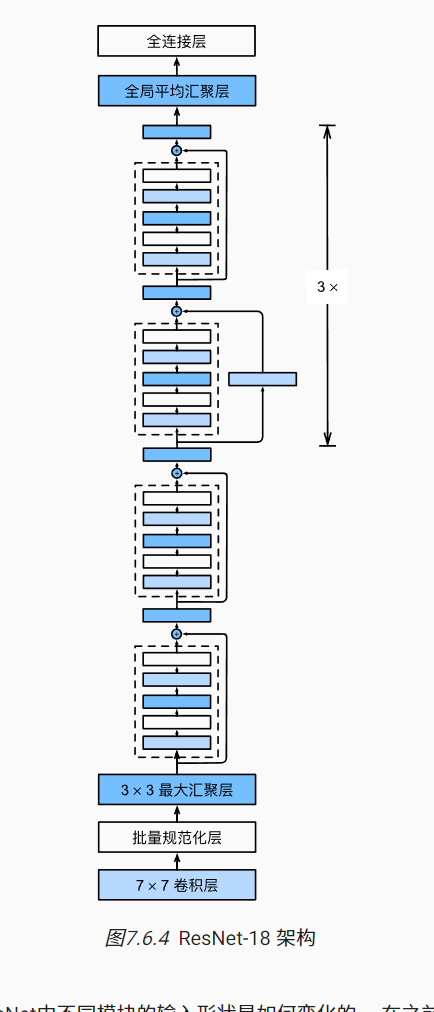 全连接层
全局平均汇聚层
3 ×
3 × 3 最大汇聚层
批量规范化层
7 × 7 卷积层
图7.6.4 ResNet-18 架构
Net中不同模块的输入形状是如何变化的。 在之前